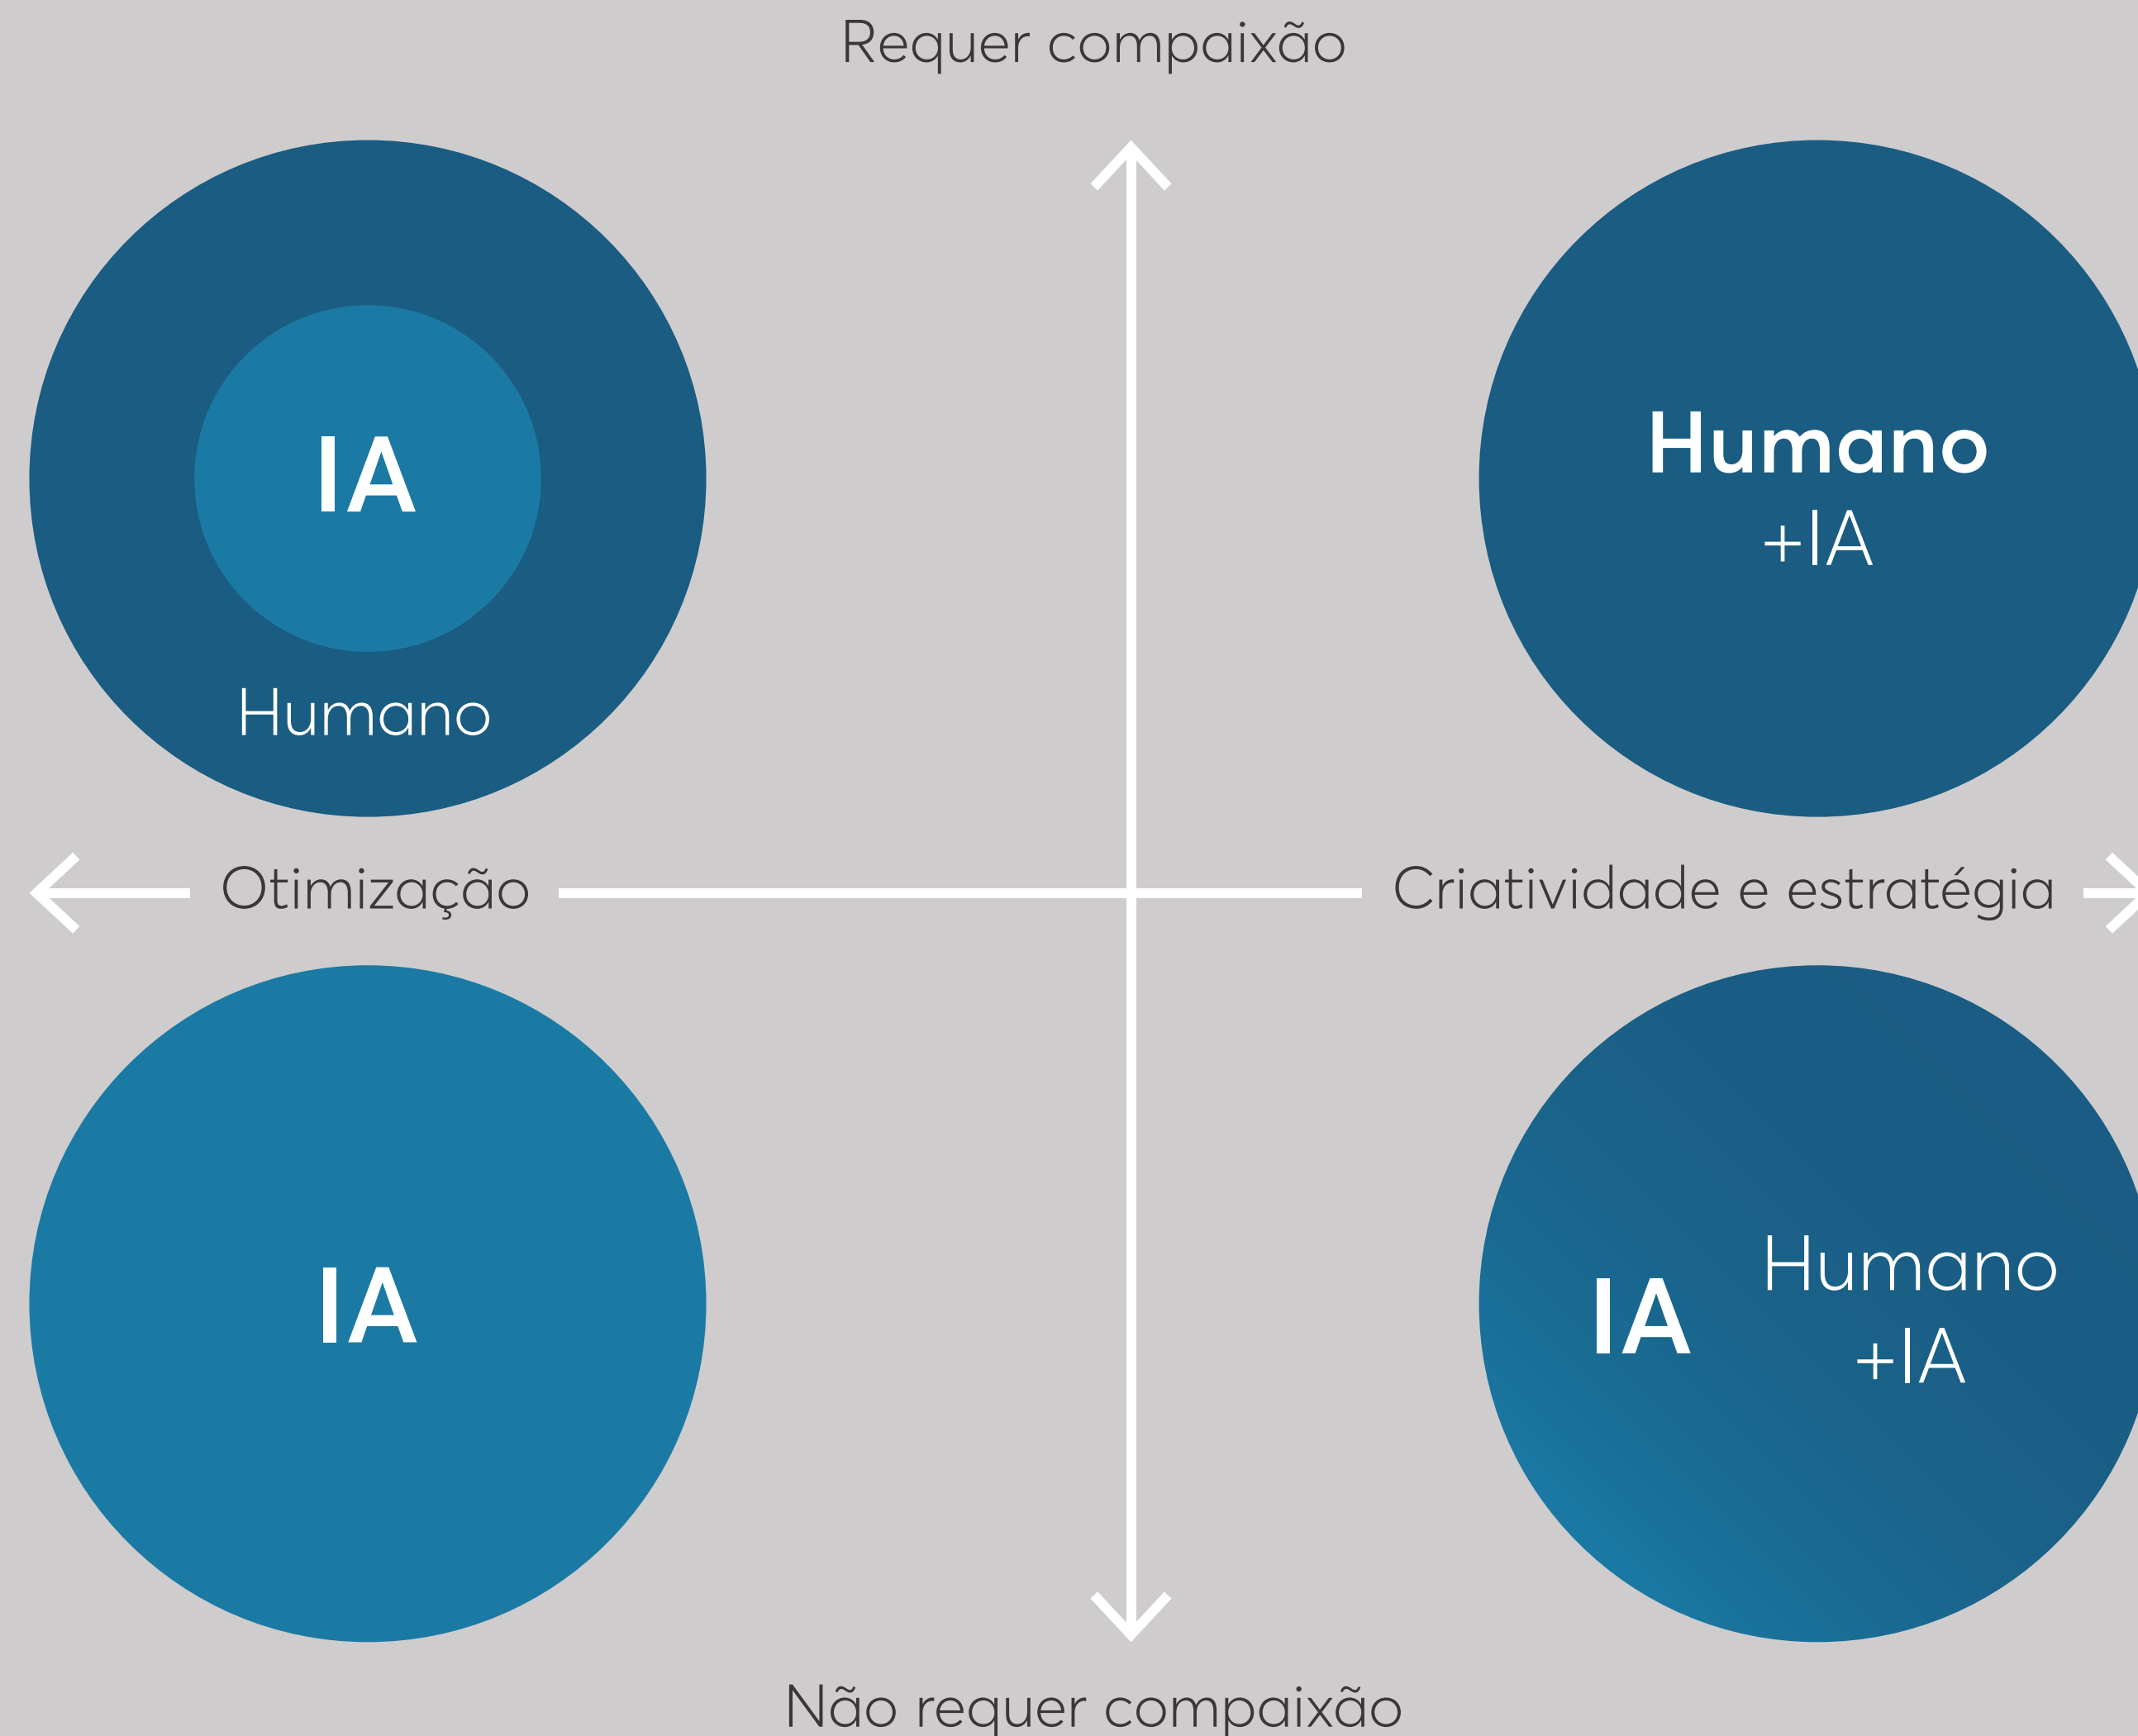 Requer compaixão
IA
Humano
Humano
+IA
Otimização
Criatividade e estratégia
IA
IA
Humano
+IA
Não requer compaixão